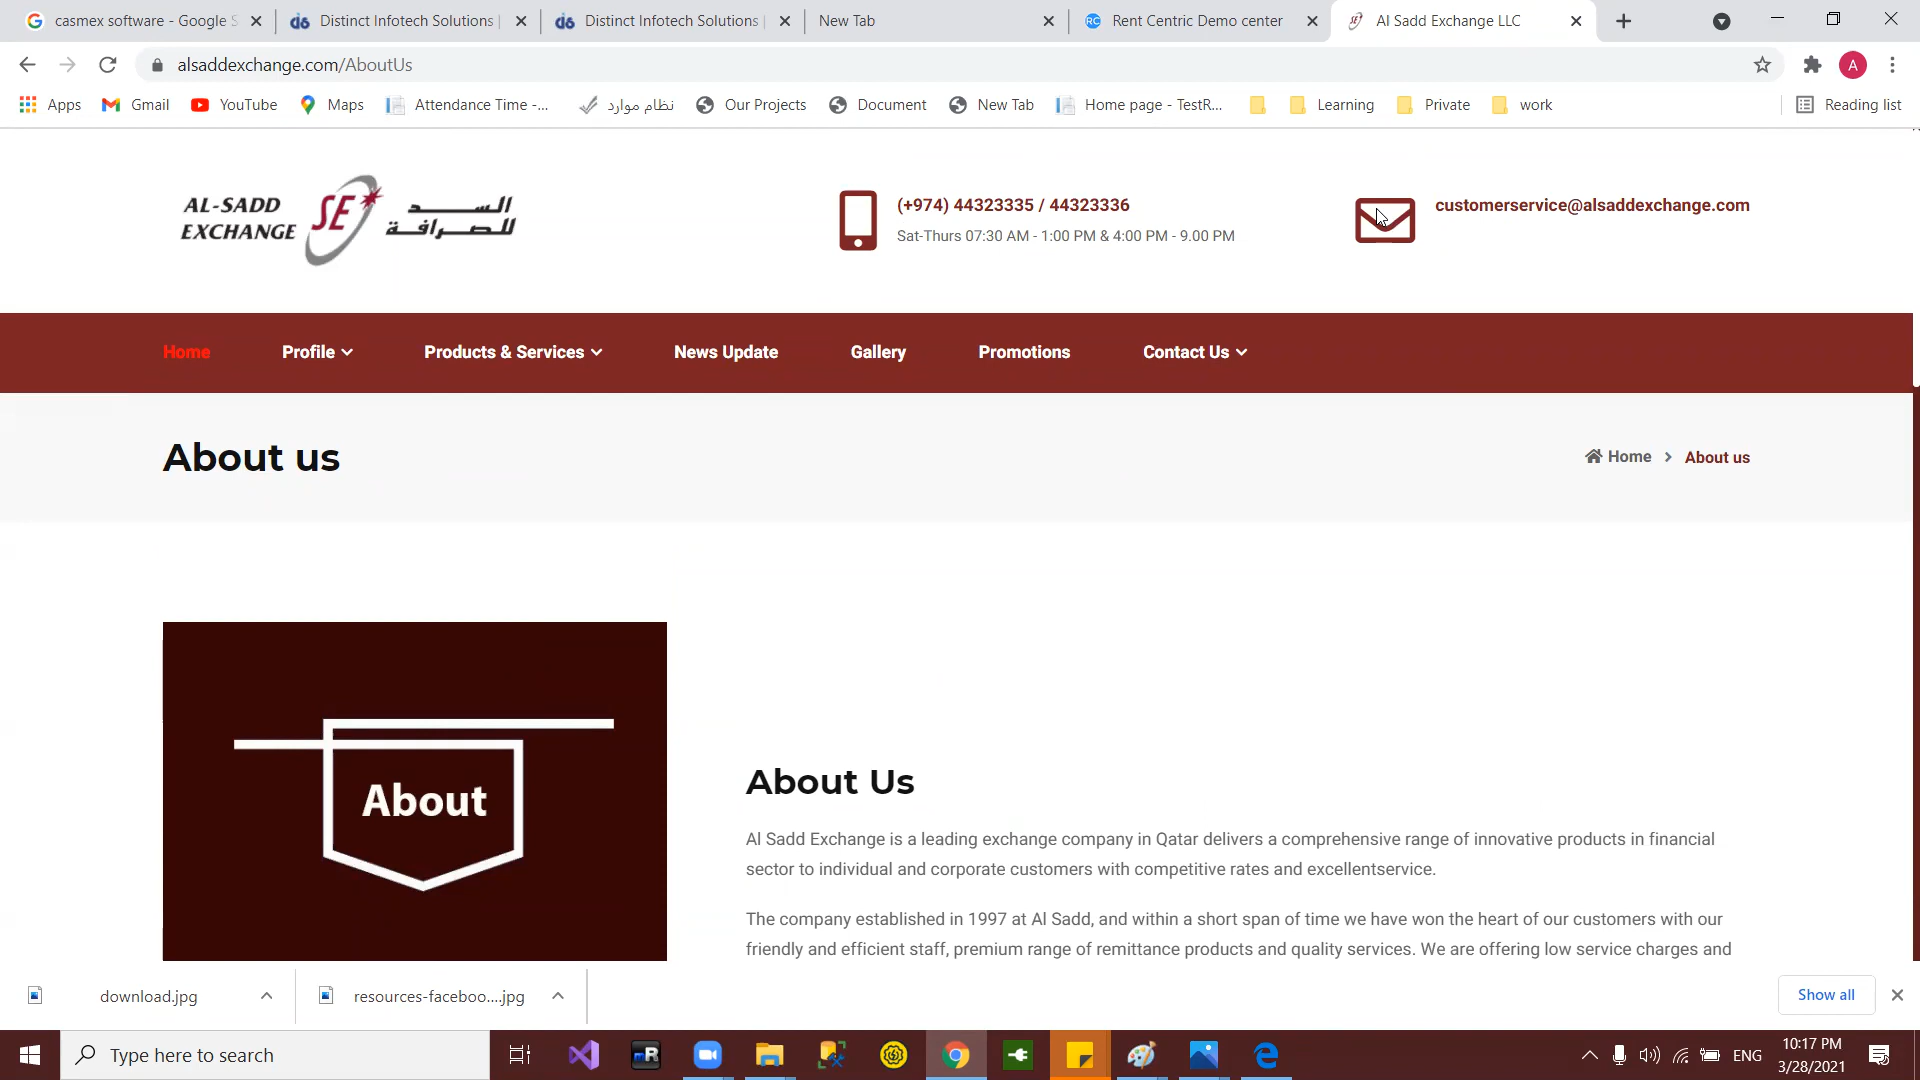 casmex software - Google S
Distinct Infotech Solutions |
Distinct Infotech Solutions |
New Tab
Rent Centric Demo center
Al Sadd Exchange LLC
alsaddexchange.com/AboutUs
A
Apps
Gmail
YouTube
Maps
Attendance Time -...
نظام موارد
Our Projects
Document
New Tab
Home page - TestR...
Learning
Private
work
Reading list
AL-SADD
EXCHANGE
SE
السد
للصرافة
(+974) 44323335 / 44323336
Sat-Thurs 07:30 AM - 1:00 PM & 4:00 PM - 9.00 PM
customerservice@alsaddexchange.com
Home
Profile
Products & Services
News Update
Gallery
Promotions
Contact Us
About us
Home > About us
About
About Us
Al Sadd Exchange is a leading exchange company in Qatar delivers a comprehensive range of innovative products in financial
sector to individual and corporate customers with competitive rates and excellentservice.
The company established in 1997 at Al Sadd, and within a short span of time we have won the heart of our customers with our
friendly and efficient staff, premium range of remittance products and quality services. We are offering low service charges and
download.jpg
resources-faceboo....jpg
Show all
Type here to search
ENG
10:17 PM
3/28/2021